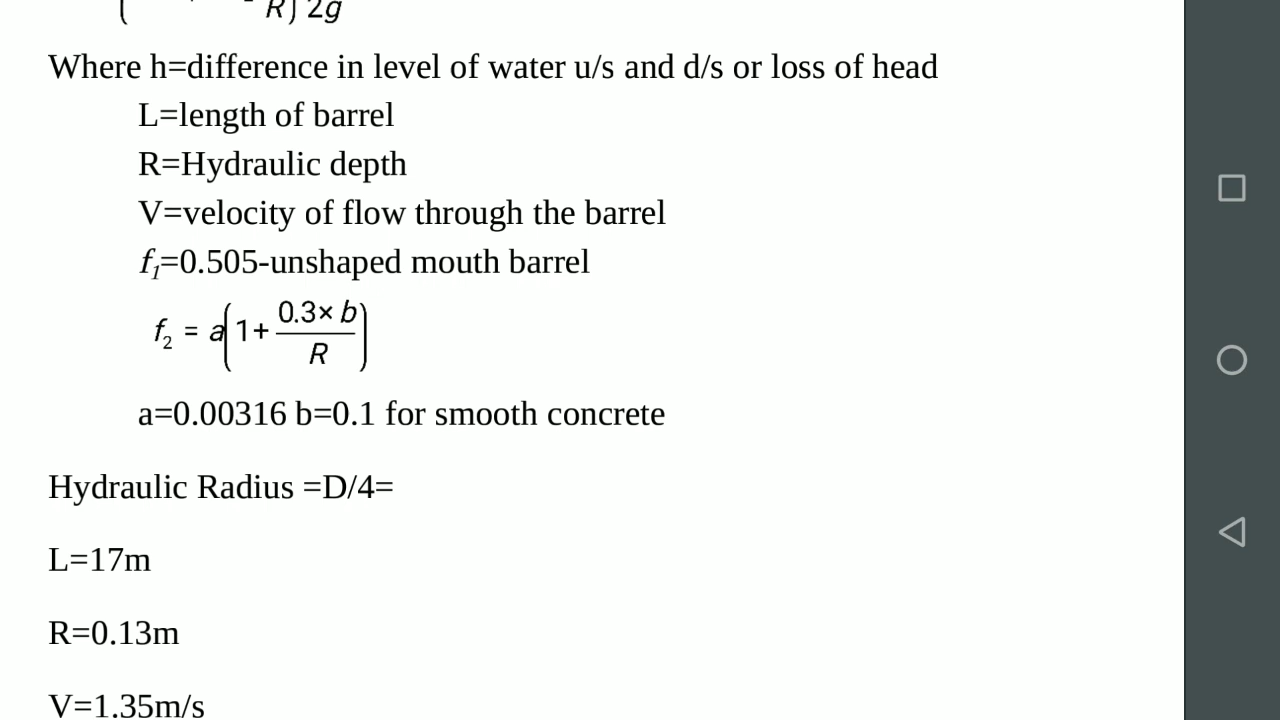 R) 2g
Where h=difference in level of water u/s and d/s or loss of head
L=length of barrel
R=Hydraulic depth
V=velocity of flow through the barrel
f₁=0.505-unshaped mouth barrel
f₂ = a(1+ 0.3× b / R)
a=0.00316 b=0.1 for smooth concrete
Hydraulic Radius =D/4=
L=17m
R=0.13m
V=1.35m/s